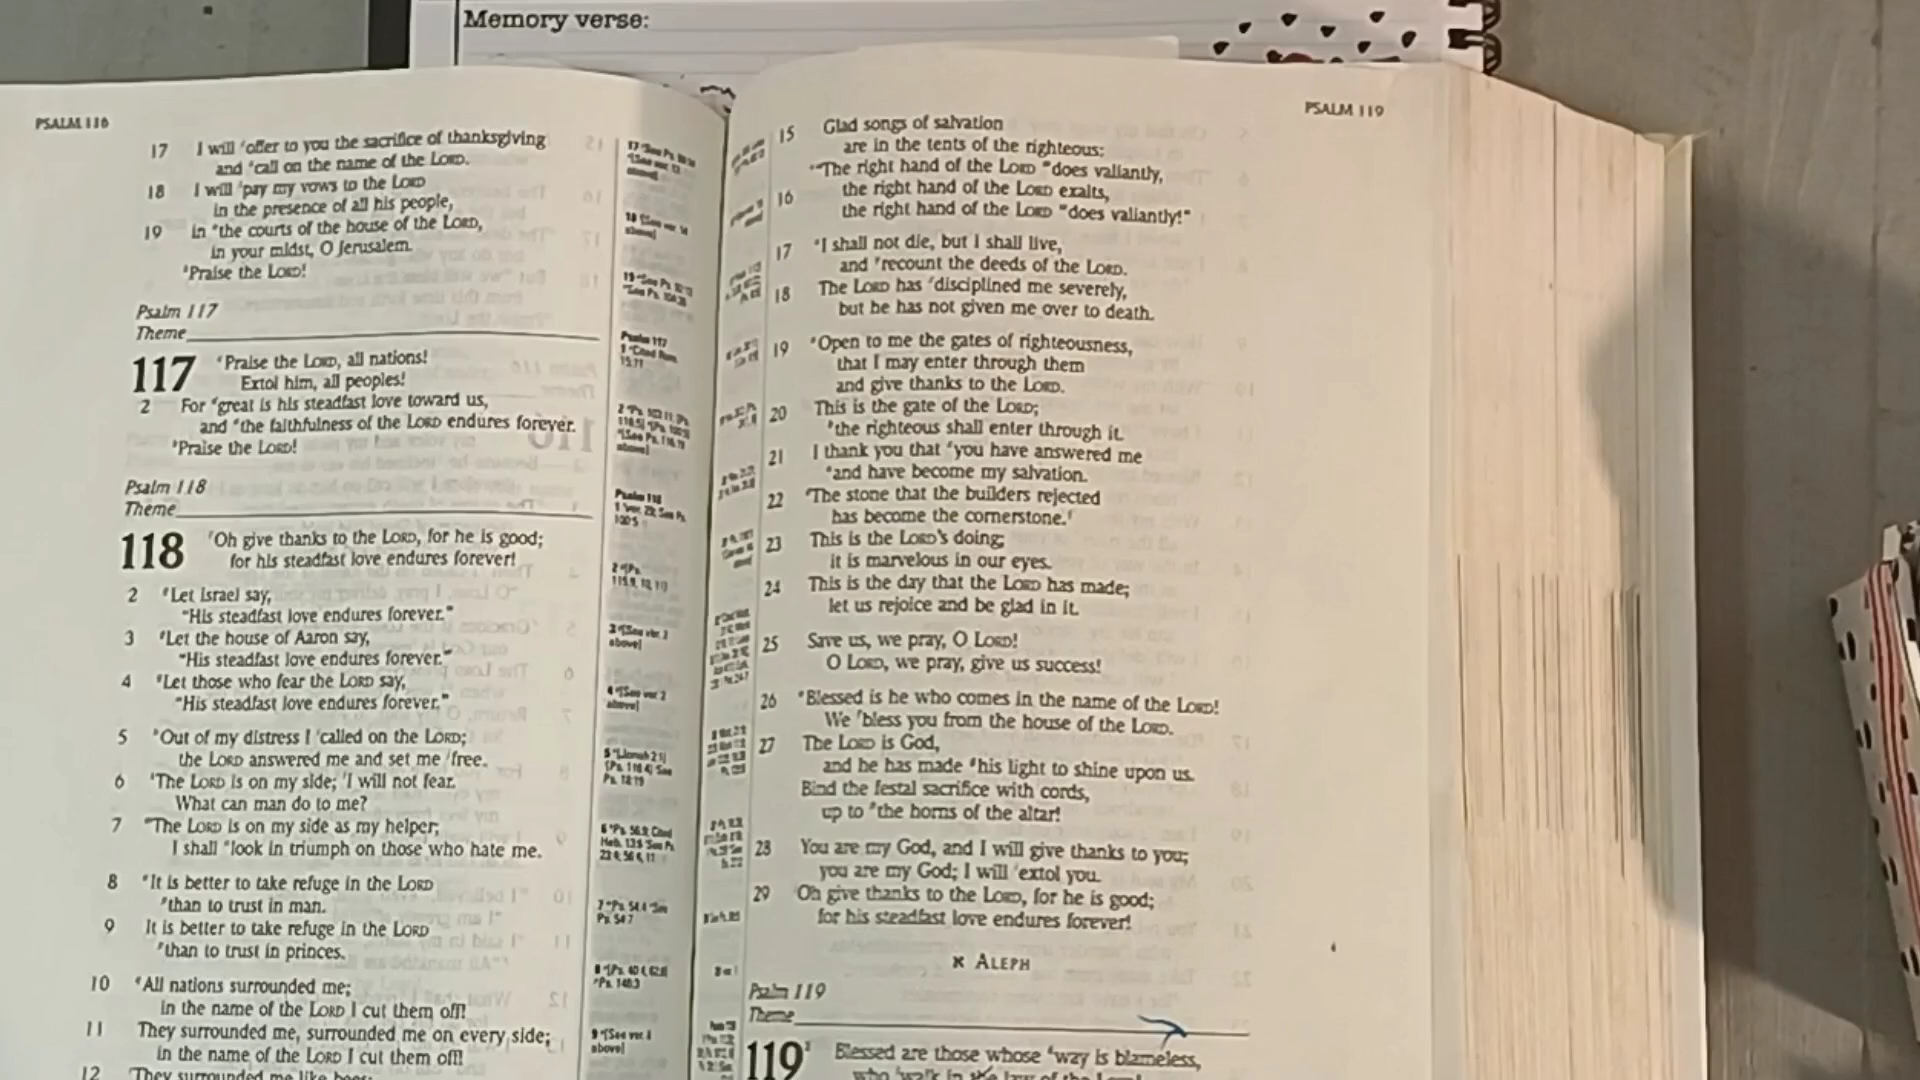 Memory verse:
PSALM 116
17 I will offer to you the sacrifice of thanksgiving
and call on the name of the LORD.
18 I will pay my vows to the LORD
in the presence of all his people,
19 in the courts of the house of the LORD,
in your midst, O Jerusalem.
Praise the LORD!
Psalm 117
Theme
117 Praise the LORD, all nations!
Extol him, all peoples!
2 For great is his steadfast love toward us,
and the faithfulness of the LORD endures forever.
Praise the LORD!
Psalm 118
Theme
118 Oh give thanks to the LORD, for he is good;
for his steadfast love endures forever!
2 Let Israel say,
"His steadfast love endures forever."
3 Let the house of Aaron say,
"His steadfast love endures forever."
4 Let those who fear the LORD say,
"His steadfast love endures forever."
5 Out of my distress I called on the LORD;
the LORD answered me and set me free.
6 The LORD is on my side; I will not fear.
What can man do to me?
7 The LORD is on my side as my helper;
I shall look in triumph on those who hate me.
8 It is better to take refuge in the LORD
than to trust in man.
9 It is better to take refuge in the LORD
than to trust in princes.
10 All nations surrounded me;
in the name of the LORD I cut them off!
11 They surrounded me, surrounded me on every side;
in the name of the LORD I cut them off!
12 They surrounded me like bees;
PSALM 119
15 Glad songs of salvation
are in the tents of the righteous:
"The right hand of the LORD does valiantly,
16 the right hand of the LORD exalts,
the right hand of the LORD does valiantly!"
17 I shall not die, but I shall live,
and recount the deeds of the LORD.
18 The LORD has disciplined me severely,
but he has not given me over to death.
19 Open to me the gates of righteousness,
that I may enter through them
and give thanks to the LORD.
20 This is the gate of the LORD;
the righteous shall enter through it.
21 I thank you that you have answered me
and have become my salvation.
22 The stone that the builders rejected
has become the cornerstone.
23 This is the LORD's doing;
it is marvelous in our eyes.
24 This is the day that the LORD has made;
let us rejoice and be glad in it.
25 Save us, we pray, O LORD!
O LORD, we pray, give us success!
26 Blessed is he who comes in the name of the LORD!
We bless you from the house of the LORD.
27 The LORD is God,
and he has made his light to shine upon us.
Bind the festal sacrifice with cords,
up to the horns of the altar!
28 You are my God, and I will give thanks to you;
you are my God; I will extol you.
29 Oh give thanks to the LORD, for he is good;
for his steadfast love endures forever!
א ALEPH
Psalm 119
Theme
119 Blessed are those whose way is blameless,
who walk in the law of the LORD!